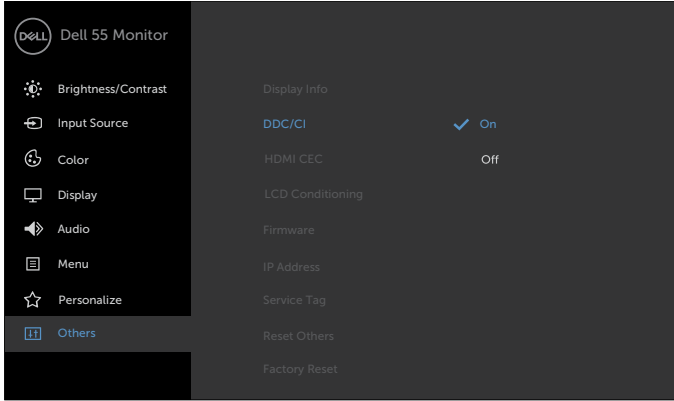 DELL Dell 55 Monitor
Brightness/Contrast
Input Source
Color
Display
Audio
Menu
Personalize
Others
Display Info
DDC/CI On
HDMI CEC Off
LCD Conditioning
Firmware
IP Address
Service Tag
Reset Others
Factory Reset